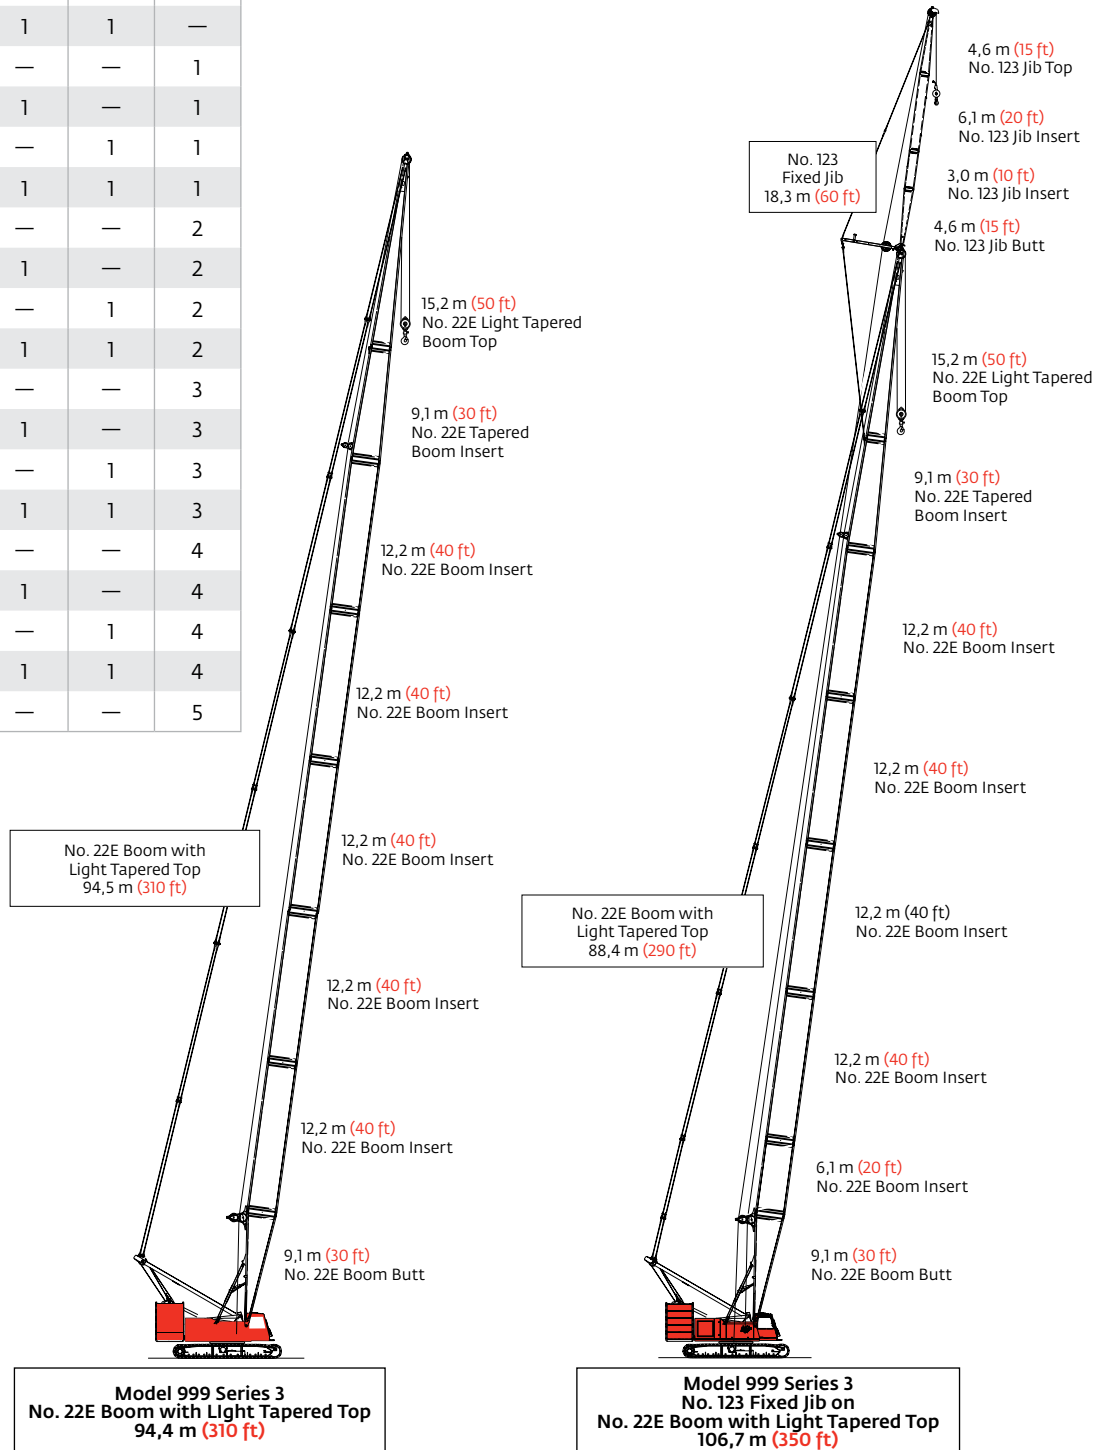 1 1 —
— — 1
1 — 1
— 1 1
1 1 1
— — 2
1 — 2
— 1 2
1 1 2
— — 3
1 — 3
— 1 3
1 1 3
— — 4
1 — 4
— 1 4
1 1 4
— — 5
15,2 m (50 ft)
No. 22E Light Tapered
Boom Top
9,1 m (30 ft)
No. 22E Tapered
Boom Insert
12,2 m (40 ft)
No. 22E Boom Insert
12,2 m (40 ft)
No. 22E Boom Insert
12,2 m (40 ft)
No. 22E Boom Insert
12,2 m (40 ft)
No. 22E Boom Insert
12,2 m (40 ft)
No. 22E Boom Insert
9,1 m (30 ft)
No. 22E Boom Butt
No. 22E Boom with
Light Tapered Top
94,5 m (310 ft)
Model 999 Series 3
No. 22E Boom with LIght Tapered Top
94,4 m (310 ft)
4,6 m (15 ft)
No. 123 Jib Top
6,1 m (20 ft)
No. 123 Jib Insert
3,0 m (10 ft)
No. 123 Jib Insert
4,6 m (15 ft)
No. 123 Jib Butt
No. 123
Fixed Jib
18,3 m (60 ft)
15,2 m (50 ft)
No. 22E Light Tapered
Boom Top
9,1 m (30 ft)
No. 22E Tapered
Boom Insert
12,2 m (40 ft)
No. 22E Boom Insert
12,2 m (40 ft)
No. 22E Boom Insert
12,2 m (40 ft)
No. 22E Boom Insert
12,2 m (40 ft)
No. 22E Boom Insert
6,1 m (20 ft)
No. 22E Boom Insert
9,1 m (30 ft)
No. 22E Boom Butt
No. 22E Boom with
Light Tapered Top
88,4 m (290 ft)
Model 999 Series 3
No. 123 Fixed Jib on
No. 22E Boom with Light Tapered Top
106,7 m (350 ft)